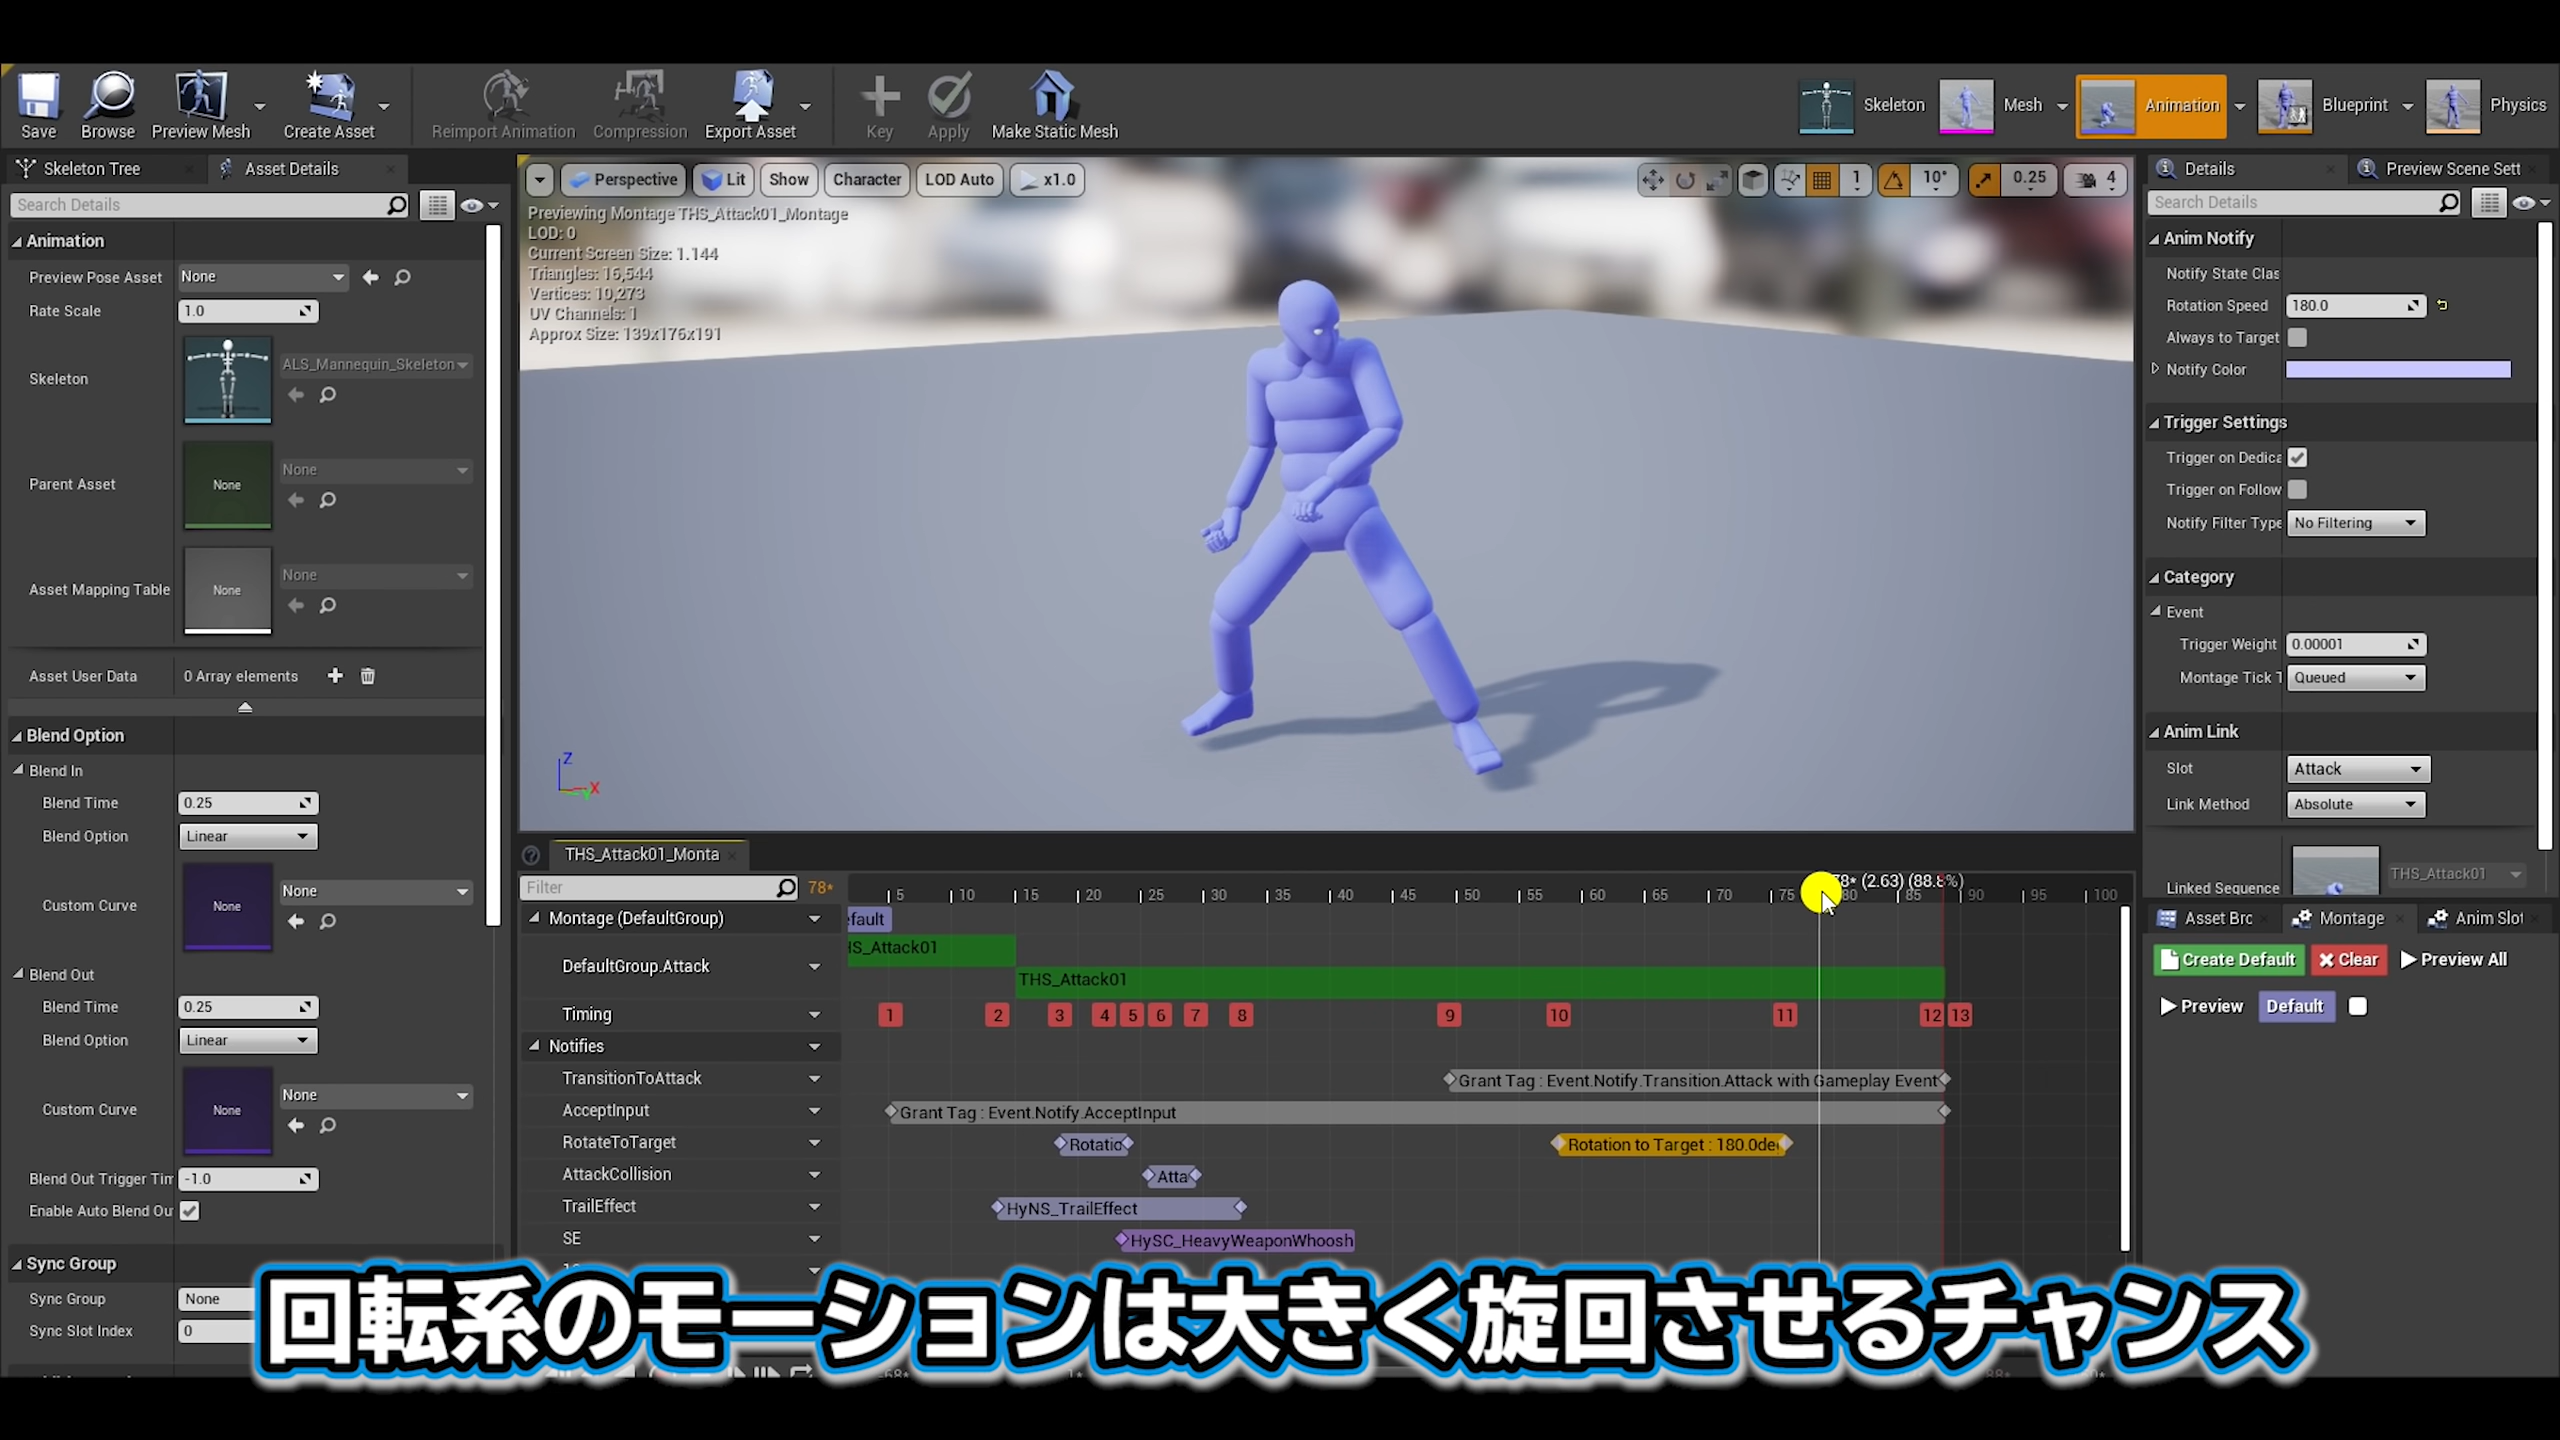 Save
Browse
Preview Mesh
Create Asset
Reimport Animation
Compression
Export Asset
Key
Apply
Make Static Mesh
Skeleton
Mesh
Animation
Blueprint
Physics
Skeleton Tree
Asset Details
Search Details
Animation
Preview Pose Asset None
Rate Scale 1.0
Skeleton ALS_Mannequin_Skeleton
Parent Asset None None
Asset Mapping Table None None
Asset User Data 0 Array elements
Blend Option
Blend In
Blend Time 0.25
Blend Option Linear
Custom Curve None None
Blend Out
Blend Time 0.25
Blend Option Linear
Custom Curve None None
Blend Out Trigger Tim -1.0
Enable Auto Blend Ou
Sync Group
Sync Group None
Sync Slot Index 0
Perspective Lit Show Character LOD Auto x1.0
1 10° 0.25 4
Previewing Montage THS_Attack01_Montage
LOD: 0
Current Screen Size: 1.144
Triangles: 16,544
Vertices: 10,273
UV Channels: 1
Approx Size: 139x176x191
Z
X
Y
THS_Attack01_Monta
Filter 78*
5 10 15 20 25 30 35 40 45 50 55 60 65 70 75 80 85 90 95 100
78* (2.63) (88.8%)
Montage (DefaultGroup) efault
DefaultGroup.Attack HS_Attack01
THS_Attack01
Timing 1 2 3 4 5 6 7 8 9 10 11 12 13
Notifies
TransitionToAttack Grant Tag : Event.Notify.Transition.Attack with Gameplay Event
AcceptInput Grant Tag : Event.Notify.AcceptInput
RotateToTarget Rotatio Rotation to Target : 180.0de
AttackCollision Atta
TrailEffect HyNS_TrailEffect
SE HySC_HeavyWeaponWhoosh
Details
Preview Scene Sett
Search Details
Anim Notify
Notify State Clas
Rotation Speed 180.0
Always to Target
Notify Color
Trigger Settings
Trigger on Dedica
Trigger on Follow
Notify Filter Type No Filtering
Category
Event
Trigger Weight 0.00001
Montage Tick T Queued
Anim Link
Slot Attack
Link Method Absolute
Linked Sequence THS_Attack01
Asset Brc
Montage
Anim Slot
Create Default Clear Preview All
Preview Default
回転系のモーションは大きく旋回させるチャンス